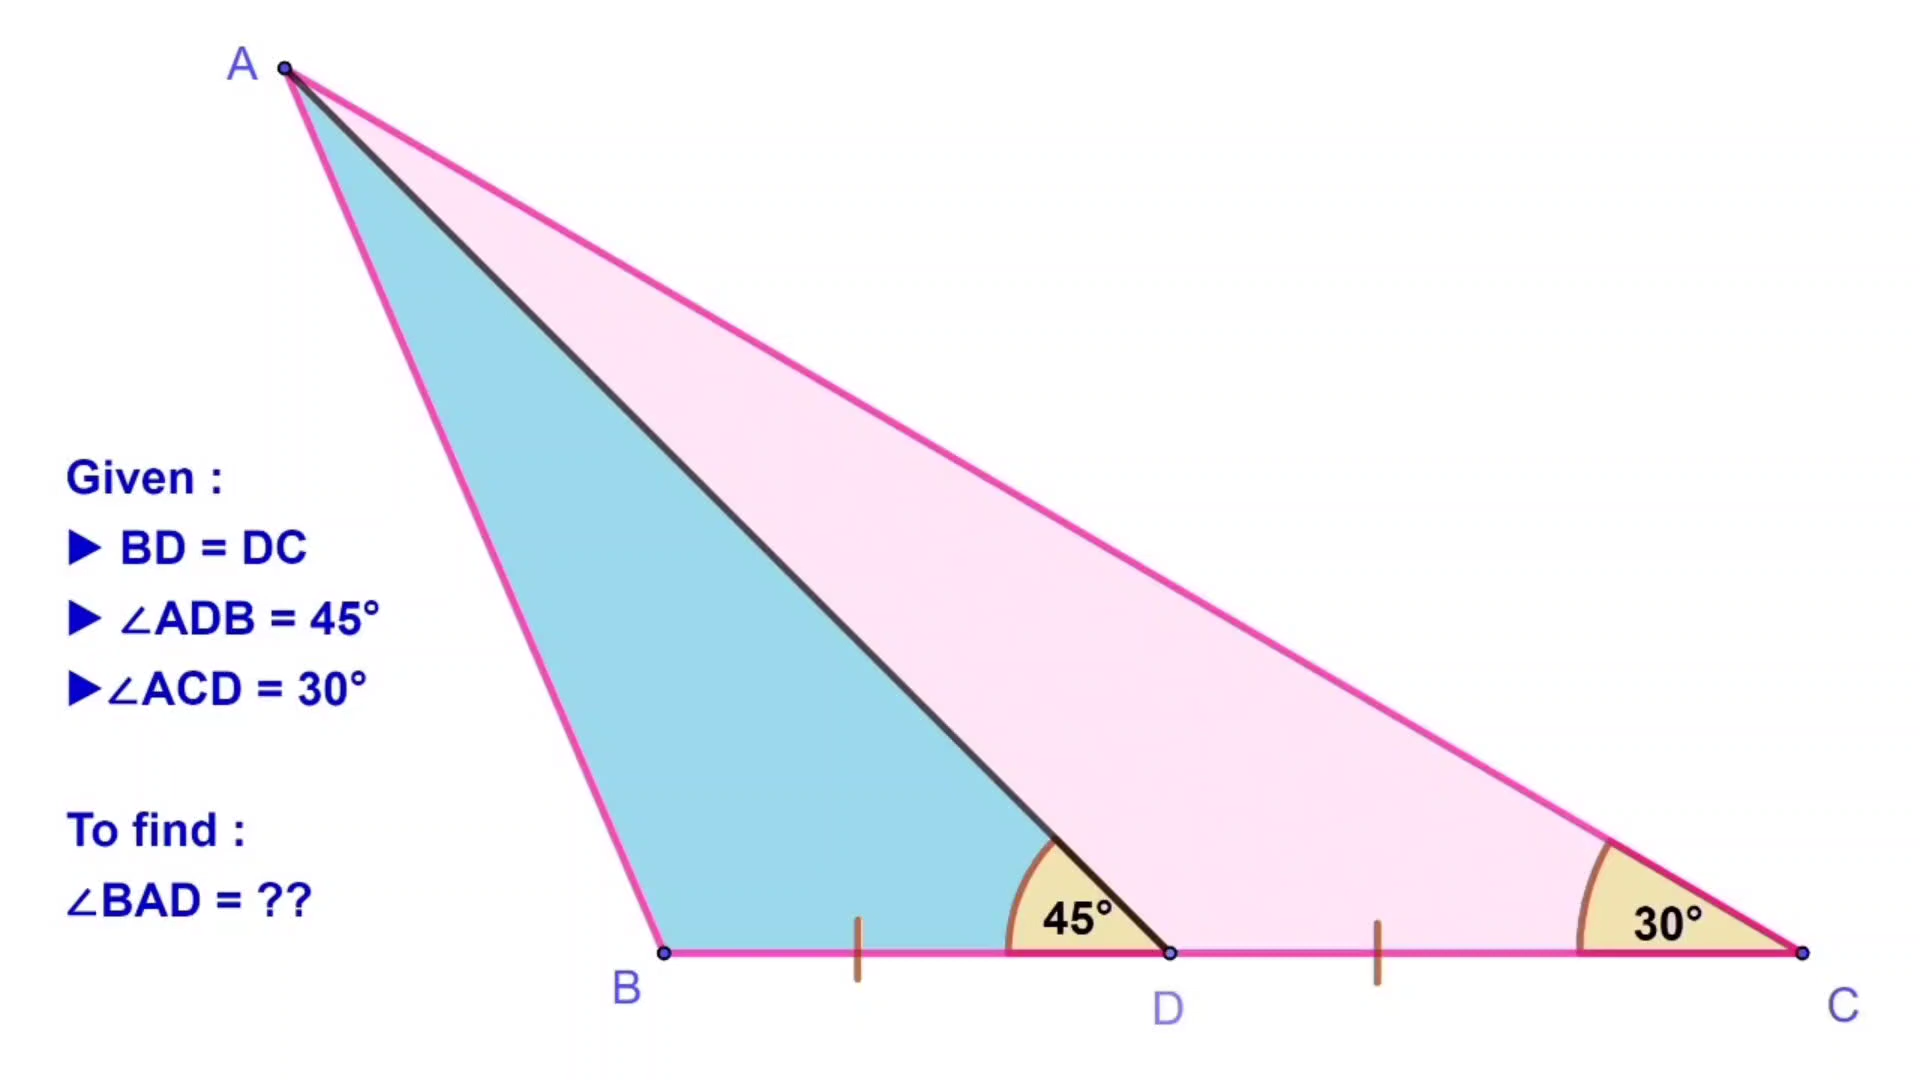 A
Given :
▶ BD = DC
▶ ∠ADB = 45°
▶∠ACD = 30°
To find :
∠BAD = ??
45°
30°
B
D
C